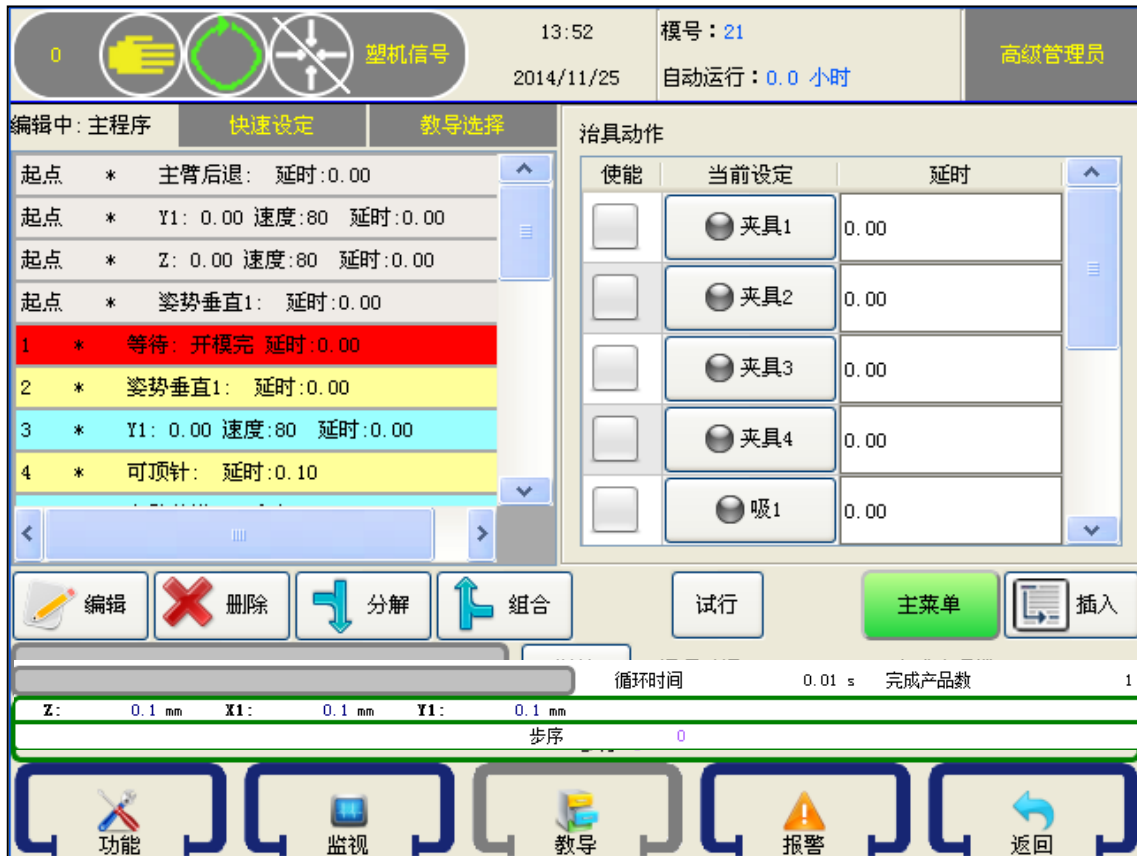 0 塑机信号 13:52 模号：21 高级管理员
2014/11/25 自动运行：0.0 小时
编辑中:主程序 快速设定 教导选择 治具动作
使能 当前设定 延时
起点 * 主臂后退: 延时:0.00
起点 * Y1: 0.00 速度:80 延时:0.00
起点 * Z: 0.00 速度:80 延时:0.00
起点 * 姿势垂直1: 延时:0.00
1 * 等待: 开模完 延时:0.00
2 * 姿势垂直1: 延时:0.00
3 * Y1: 0.00 速度:80 延时:0.00
4 * 可顶针: 延时:0.10
夹具1 0.00
夹具2 0.00
夹具3 0.00
夹具4 0.00
吸1 0.00
编辑 删除 分解 组合 试行 主菜单 插入
循环时间 0.01 s 完成产品数 1
Z: 0.1 mm X1: 0.1 mm Y1: 0.1 mm
步序 0
功能 监视 教导 报警 返回